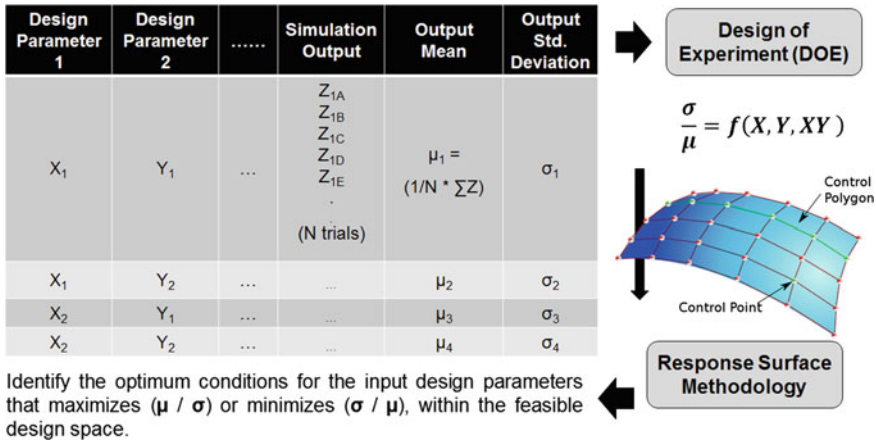 Design Parameter 1
Design Parameter 2
……
Simulation Output
Output Mean
Output Std. Deviation
X₁
Y₁
…
Z₁A
Z₁B
Z₁C
Z₁D
Z₁E
.
.
(N trials)
μ₁ =
(1/N * ∑Z)
σ₁
X₁
Y₂
…
…
μ₂
σ₂
X₂
Y₁
…
…
μ₃
σ₃
X₂
Y₂
…
…
μ₄
σ₄
Design of
Experiment (DOE)
σ/μ = f(X, Y, XY)
Control
Polygon
Control Point
Response Surface
Methodology
Identify the optimum conditions for the input design parameters
that maximizes (μ / σ) or minimizes (σ / μ), within the feasible
design space.